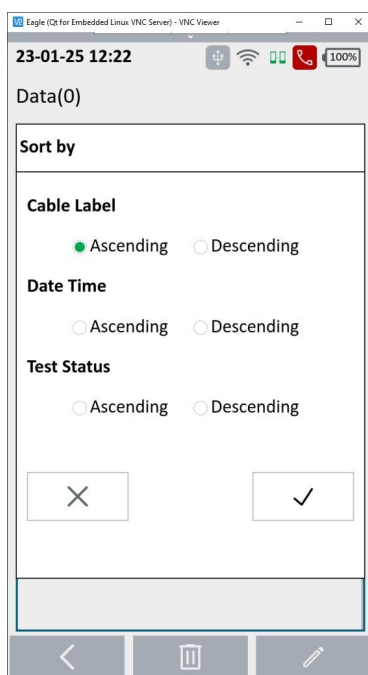 Eagle (Qt for Embedded Linux VNC Server) - VNC Viewer
23-01-25 12:22 100%
Data(0)
Sort by
Cable Label
Ascending Descending
Date Time
Ascending Descending
Test Status
Ascending Descending